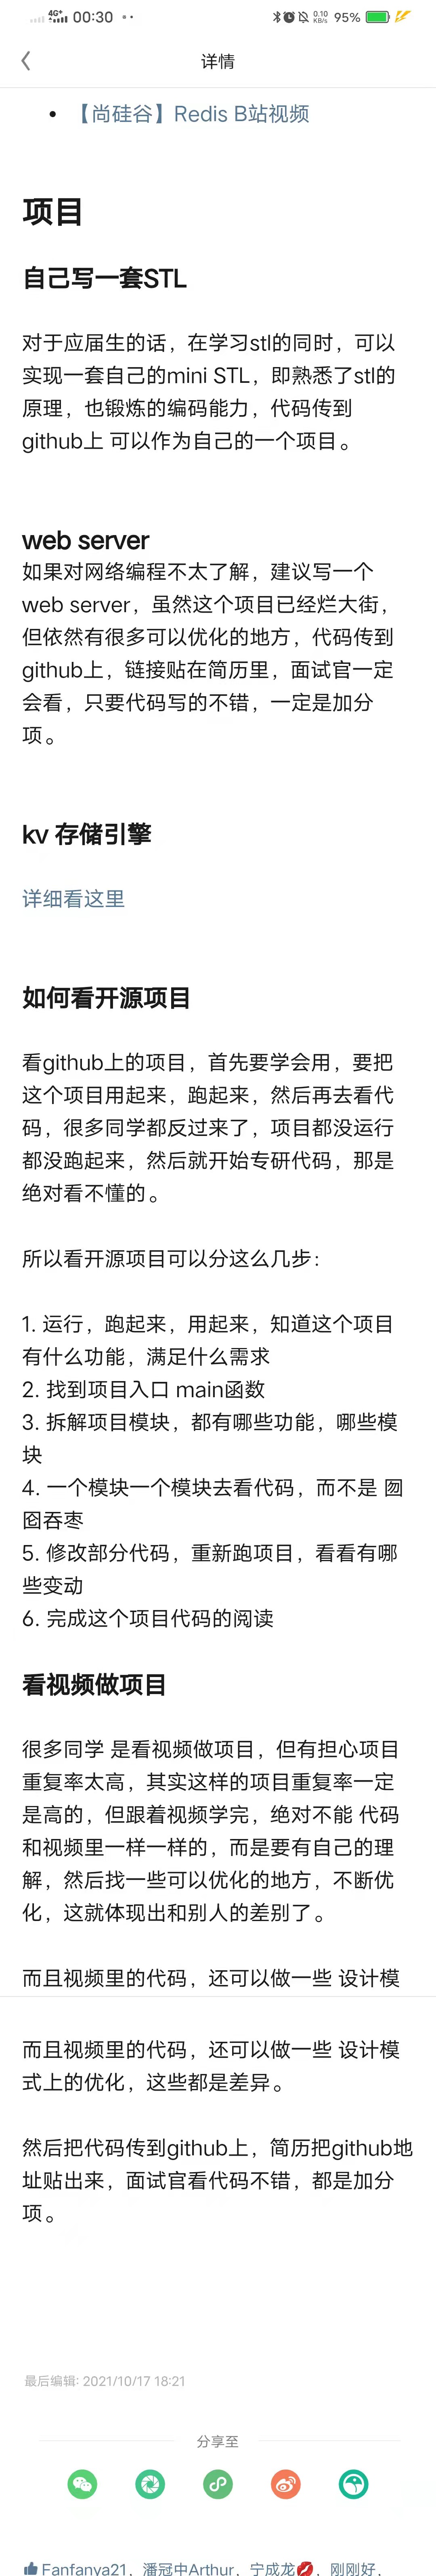 4G+ 00:30 0.10 KB/s 95%
详情
• 【尚硅谷】Redis B站视频
项目
自己写一套STL
对于应届生的话，在学习stl的同时，可以
实现一套自己的mini STL，即熟悉了stl的
原理，也锻炼的编码能力，代码传到
github上 可以作为自己的一个项目。
web server
如果对网络编程不太了解，建议写一个
web server，虽然这个项目已经烂大街，
但依然有很多可以优化的地方，代码传到
github上，链接贴在简历里，面试官一定
会看，只要代码写的不错，一定是加分
项。
kv 存储引擎
详细看这里
如何看开源项目
看github上的项目，首先要学会用，要把
这个项目用起来，跑起来，然后再去看代
码，很多同学都反过来了，项目都没运行
都没跑起来，然后就开始专研代码，那是
绝对看不懂的。
所以看开源项目可以分这么几步：
1. 运行，跑起来，用起来，知道这个项目
有什么功能，满足什么需求
2. 找到项目入口 main函数
3. 拆解项目模块，都有哪些功能，哪些模
块
4. 一个模块一个模块去看代码，而不是 囫
囵吞枣
5. 修改部分代码，重新跑项目，看看有哪
些变动
6. 完成这个项目代码的阅读
看视频做项目
很多同学 是看视频做项目，但有担心项目
重复率太高，其实这样的项目重复率一定
是高的，但跟着视频学完，绝对不能 代码
和视频里一样一样的，而是要有自己的理
解，然后找一些可以优化的地方，不断优
化，这就体现出和别人的差别了。
而且视频里的代码，还可以做一些 设计模
而且视频里的代码，还可以做一些 设计模
式上的优化，这些都是差异。
然后把代码传到github上，简历把github地
址贴出来，面试官看代码不错，都是加分
项。
最后编辑: 2021/10/17 18:21
分享至
Fanfanya21，潘冠中Arthur，宁成龙💋，刚刚好，